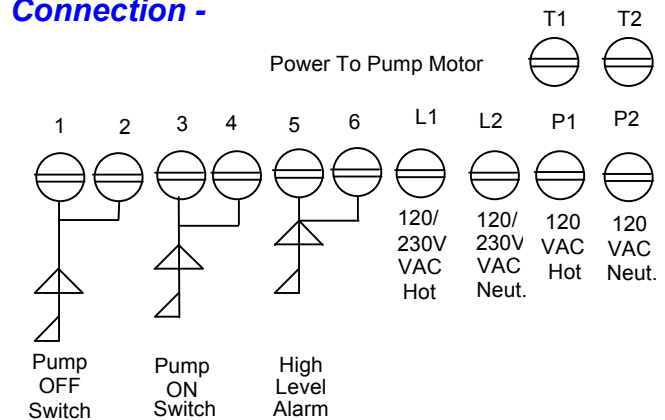 Connection -
T1 T2
Power To Pump Motor
1 2 3 4 5 6 L1 L2 P1 P2
120/ 120/ 120 120
230V 230V VAC VAC
VAC VAC Hot Neut.
Hot Neut.
Pump Pump High
OFF ON Level
Switch Switch Alarm